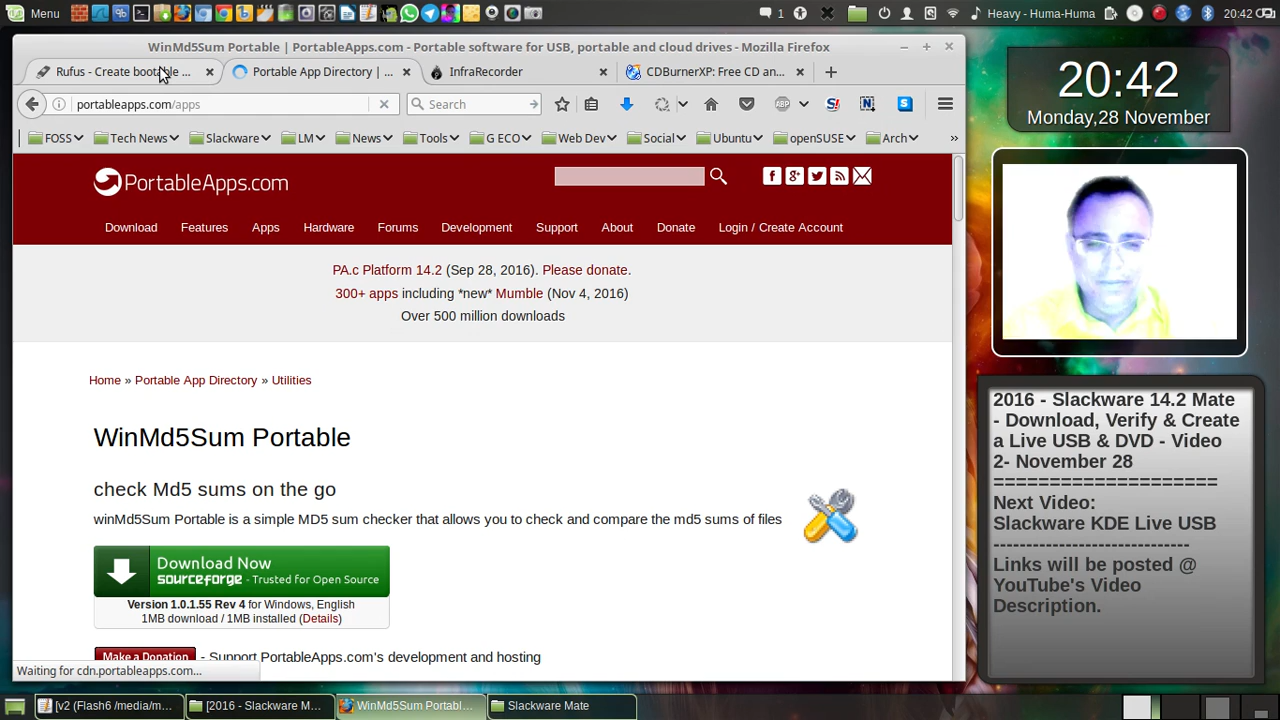 Menu
1
Heavy - Huma-Huma
20:42
WinMd5Sum Portable | PortableApps.com - Portable software for USB, portable and cloud drives - Mozilla Firefox
Rufus - Create bootable ...
Portable App Directory | ...
InfraRecorder
CDBurnerXP: Free CD an...
portableapps.com/apps
Search
ABP
S!
N
S
FOSS
Tech News
Slackware
LM
News
Tools
G ECO
Web Dev
Social
Ubuntu
openSUSE
Arch
»
PortableApps.com
Download
Features
Apps
Hardware
Forums
Development
Support
About
Donate
Login / Create Account
PA.c Platform 14.2 (Sep 28, 2016). Please donate.
300+ apps including *new* Mumble (Nov 4, 2016)
Over 500 million downloads
Home » Portable App Directory » Utilities
WinMd5Sum Portable
check Md5 sums on the go
winMd5Sum Portable is a simple MD5 sum checker that allows you to check and compare the md5 sums of files
Download Now
sourceforge - Trusted for Open Source
Version 1.0.1.55 Rev 4 for Windows, English
1MB download / 1MB installed (Details)
Make a Donation - Support PortableApps.com's development and hosting
Waiting for cdn.portableapps.com...
20:42
Monday,28 November
2016 - Slackware 14.2 Mate
- Download, Verify & Create
a Live USB & DVD - Video
2- November 28
====================
Next Video:
Slackware KDE Live USB
----------------------------
Links will be posted @
YouTube's Video
Description.
[v2 (Flash6 /media/m...
[2016 - Slackware M...
WinMd5Sum Portabl...
Slackware Mate